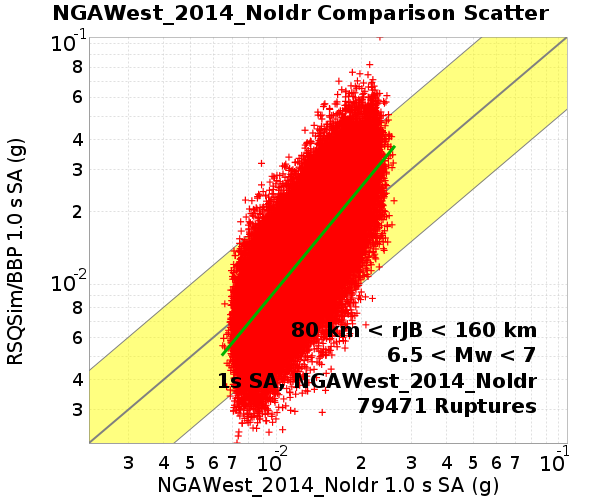 NGAWest_2014_NoIdr Comparison Scatter
10-1
8
6
4
3
2
10-2
8
6
4
3
RSQSim/BBP 1.0 s SA (g)
80 km < rJB < 160 km
6.5 < Mw < 7
1s SA, NGAWest_2014_NoIdr
79471 Ruptures
3 4 5 6 7 10-2 2 3 4 5 6 7 10-1
NGAWest_2014_NoIdr 1.0 s SA (g)